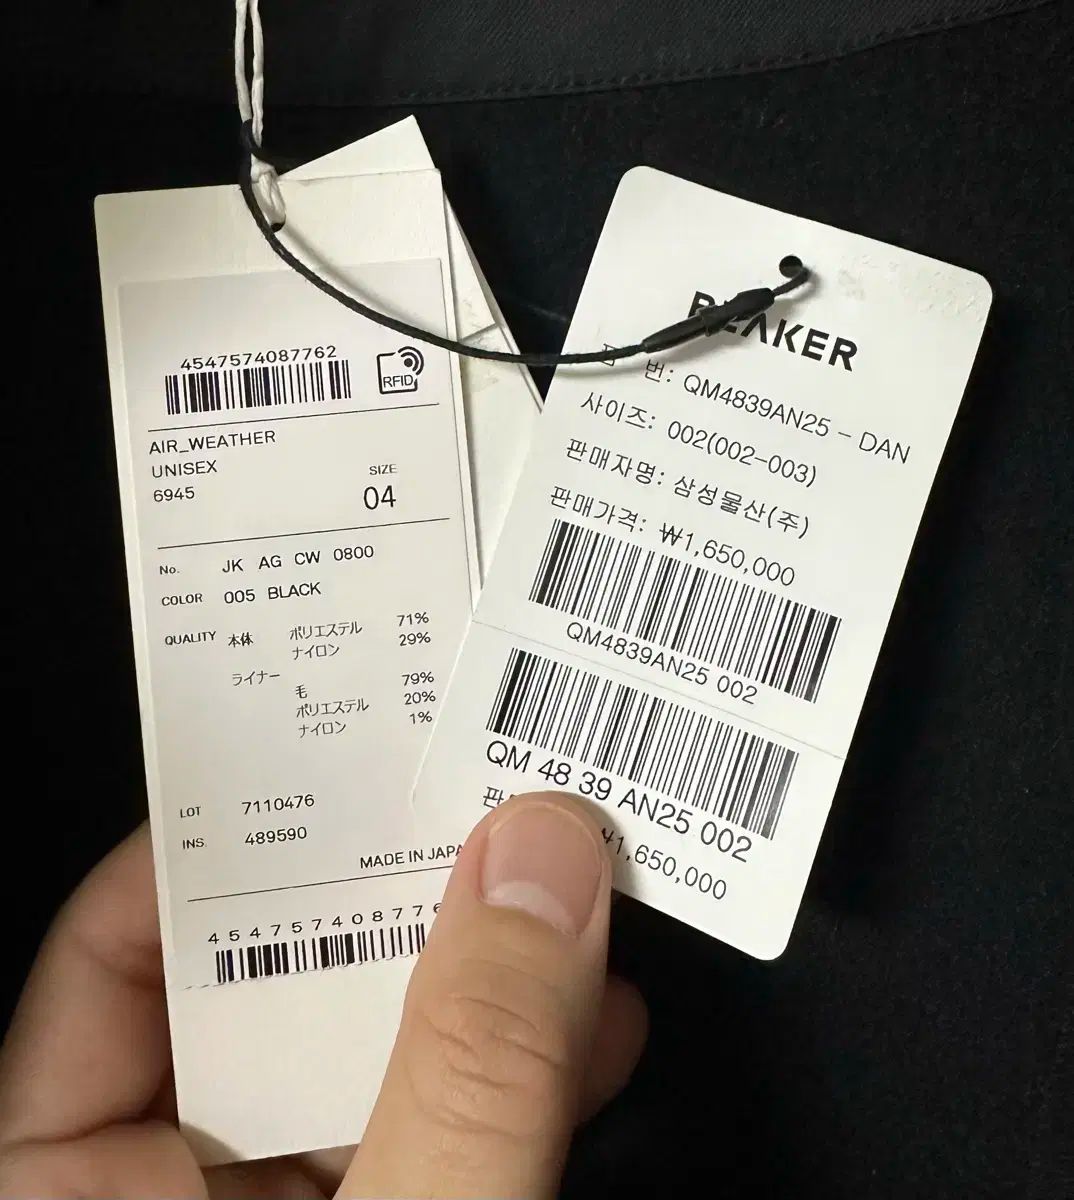 4547574087762
RFID
AIR_WEATHER
UNISEX
6945
SIZE
04
No. JK AG CW 0800
COLOR 005 BLACK
QUALITY 本体 ポリエステル 71%
ナイロン 29%
ライナー
毛 79%
ポリエステル 20%
ナイロン 1%
LOT 7110476
INS. 489590
MADE IN JAPA
454757408776
BEAKER
번: QM4839AN25 - DAN
사이즈: 002(002-003)
판매자명: 삼성물산(주)
판매가격: ₩1,650,000
QM4839AN25 002
QM 48 39 AN25 002
판
₩1,650,000